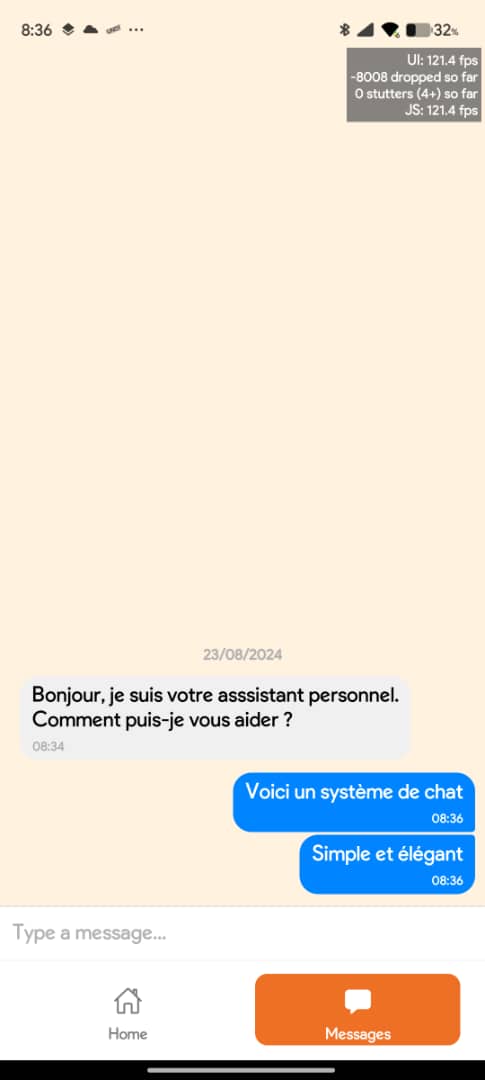 8:36
32%
UI: 121.4 fps
-8008 dropped so far
0 stutters (4+) so far
JS: 121.4 fps
23/08/2024
Bonjour, je suis votre asssistant personnel.
Comment puis-je vous aider ?
08:34
Voici un système de chat
08:36
Simple et élégant
08:36
Type a message...
Home
Messages